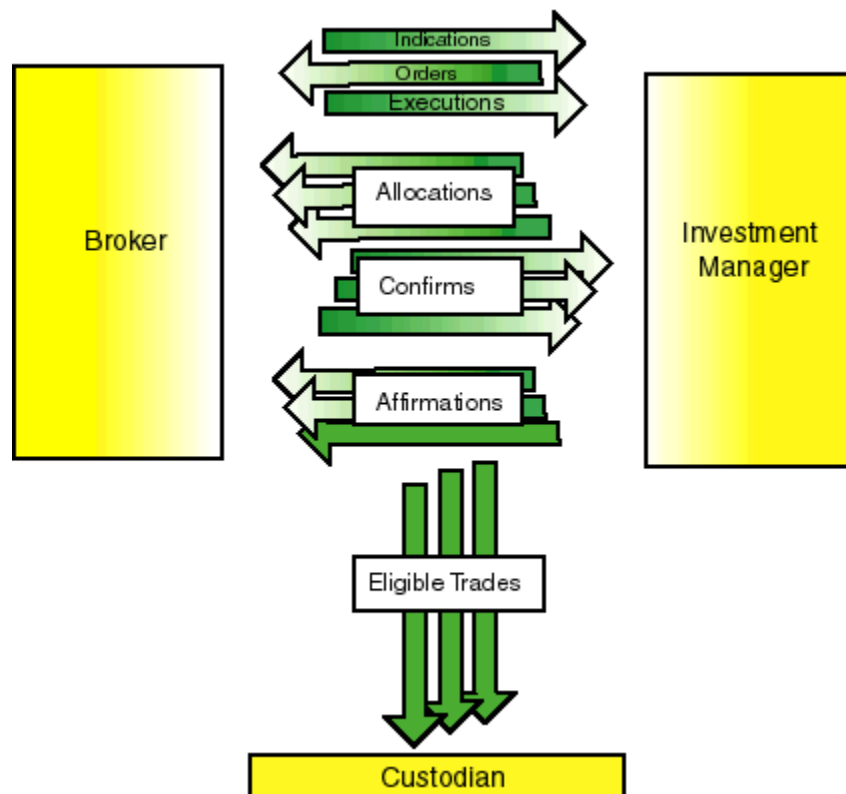 Indications
Orders
Executions
Allocations
Broker
Investment
Manager
Confirms
Affirmations
Eligible Trades
Custodian